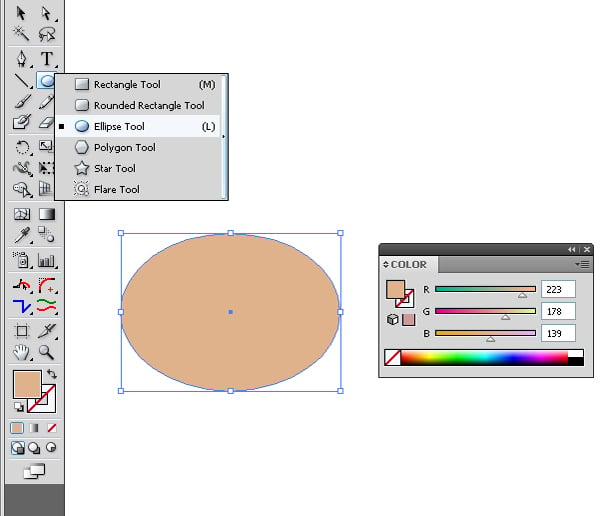 T
Rectangle Tool (M)
Rounded Rectangle Tool
Ellipse Tool (L)
Polygon Tool
Star Tool
Flare Tool
COLOR
R 223
G 178
B 139